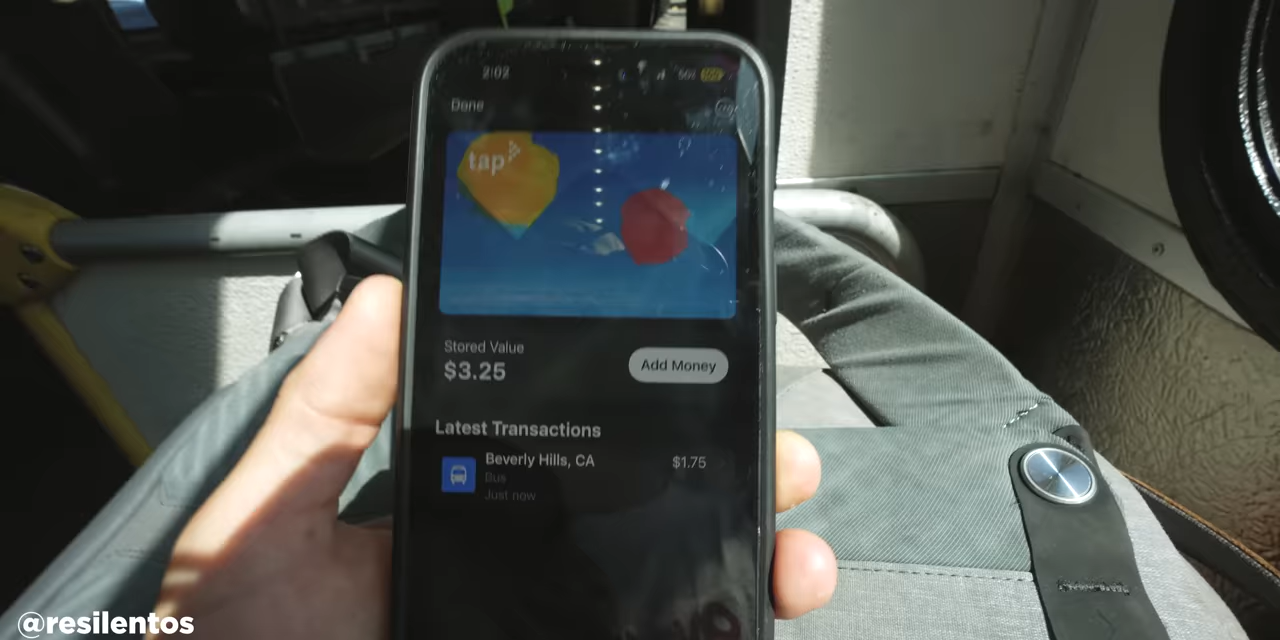 2:02
50%
Done
tap
Stored Value
$3.25
Add Money
Latest Transactions
Beverly Hills, CA
$1.75
Bus
Just now
@resilentos